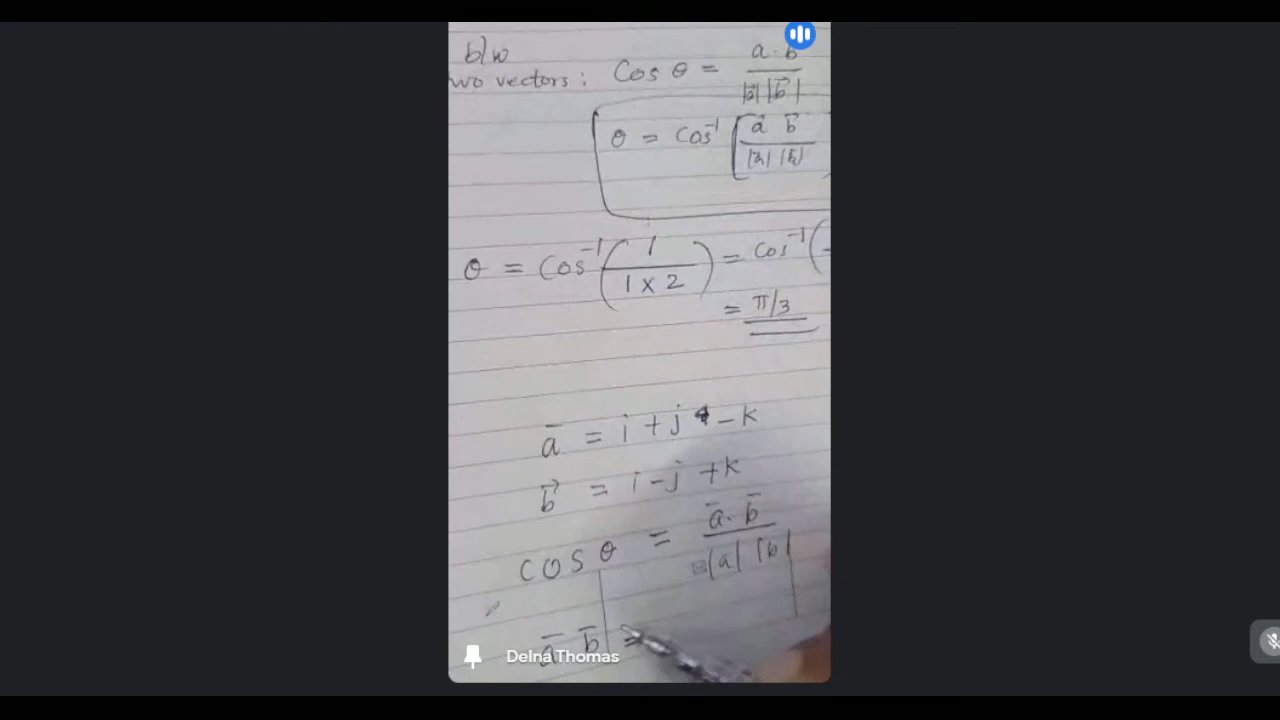 b/w
wo vectors : Cos θ = a · b / |a| |b⃗|
θ = Cos⁻¹ [ a⃗ b⃗ / |a| |b|
θ = Cos⁻¹ ( 1 / 1 × 2 ) = Cos⁻¹ (
= π/3
a̅ = i + j - k
b⃗ = i - j + k
cos θ = a̅ · b̅ / |a| |b|
a̅ b̅ =
Delna Thomas